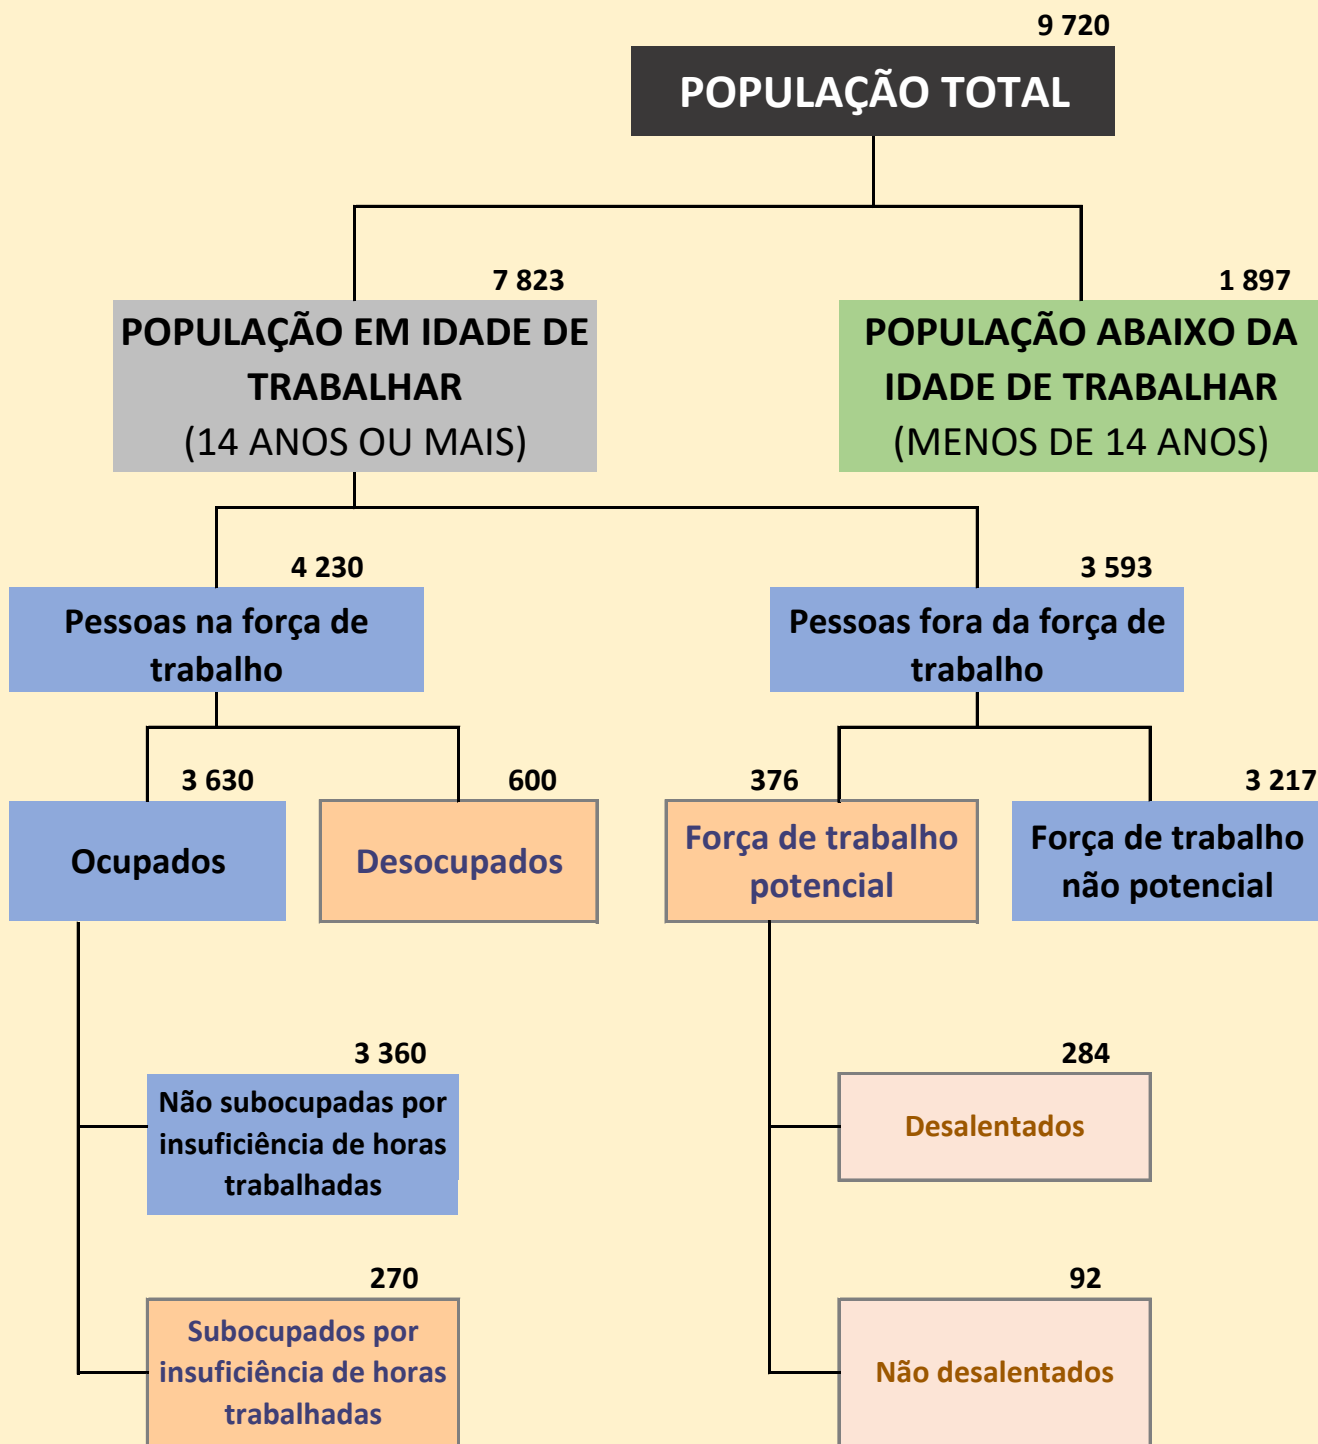 9 720
POPULAÇÃO TOTAL
7 823
POPULAÇÃO EM IDADE DE
TRABALHAR
(14 ANOS OU MAIS)
1 897
POPULAÇÃO ABAIXO DA
IDADE DE TRABALHAR
(MENOS DE 14 ANOS)
4 230
Pessoas na força de
trabalho
3 593
Pessoas fora da força de
trabalho
3 630
Ocupados
600
Desocupados
376
Força de trabalho
potencial
3 217
Força de trabalho
não potencial
3 360
Não subocupadas por
insuficiência de horas
trabalhadas
284
Desalentados
270
Subocupados por
insuficiência de horas
trabalhadas
92
Não desalentados